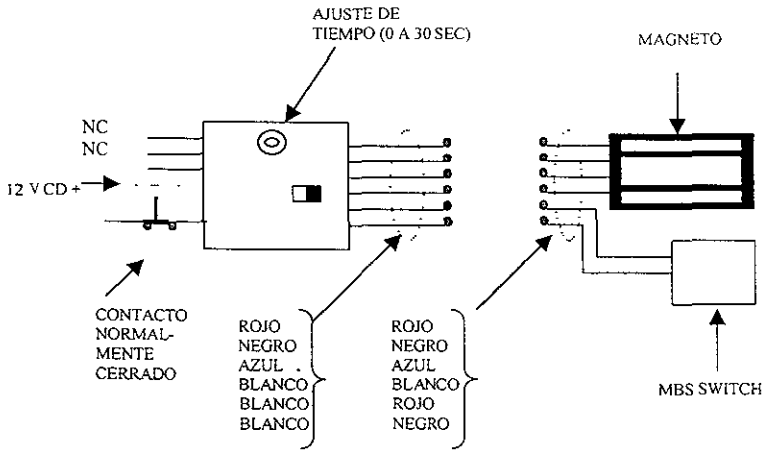 AJUSTE DE
TIEMPO (0 A 30 SEC)
MAGNETO
NC
NC
12 V CD +
CONTACTO
NORMAL-
MENTE
CERRADO
ROJO
NEGRO
AZUL
BLANCO
BLANCO
BLANCO
ROJO
NEGRO
AZUL
BLANCO
ROJO
NEGRO
MBS SWITCH